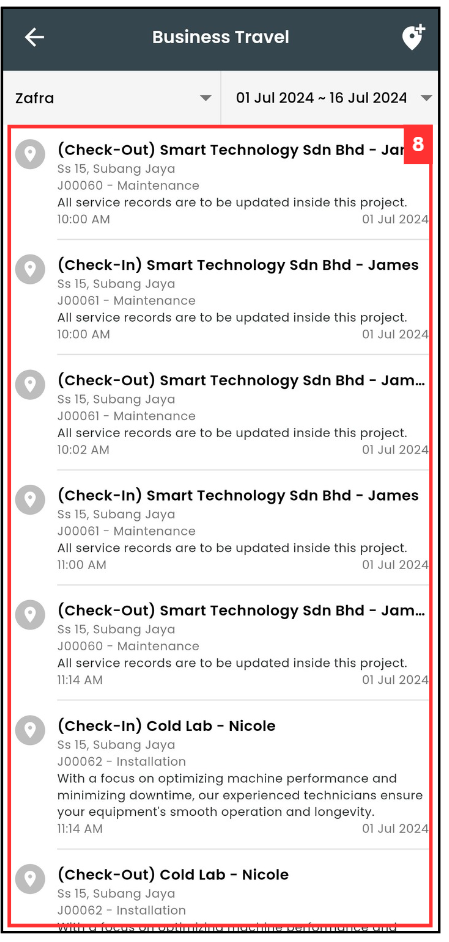 Business Travel
Zafra
01 Jul 2024 ~ 16 Jul 2024
8
(Check-Out) Smart Technology Sdn Bhd - Jar
Ss 15, Subang Jaya
J00060 - Maintenance
All service records are to be updated inside this project.
10:00 AM 01 Jul 2024
(Check-In) Smart Technology Sdn Bhd - James
Ss 15, Subang Jaya
J00061 - Maintenance
All service records are to be updated inside this project.
10:00 AM 01 Jul 2024
(Check-Out) Smart Technology Sdn Bhd - Jam...
Ss 15, Subang Jaya
J00061 - Maintenance
All service records are to be updated inside this project.
10:02 AM 01 Jul 2024
(Check-In) Smart Technology Sdn Bhd - James
Ss 15, Subang Jaya
J00061 - Maintenance
All service records are to be updated inside this project.
11:00 AM 01 Jul 2024
(Check-Out) Smart Technology Sdn Bhd - Jam...
Ss 15, Subang Jaya
J00060 - Maintenance
All service records are to be updated inside this project.
11:14 AM 01 Jul 2024
(Check-In) Cold Lab - Nicole
Ss 15, Subang Jaya
J00062 - Installation
With a focus on optimizing machine performance and
minimizing downtime, our experienced technicians ensure
your equipment's smooth operation and longevity.
11:14 AM 01 Jul 2024
(Check-Out) Cold Lab - Nicole
Ss 15, Subang Jaya
J00062 - Installation
With a focus on optimizing machine performance and